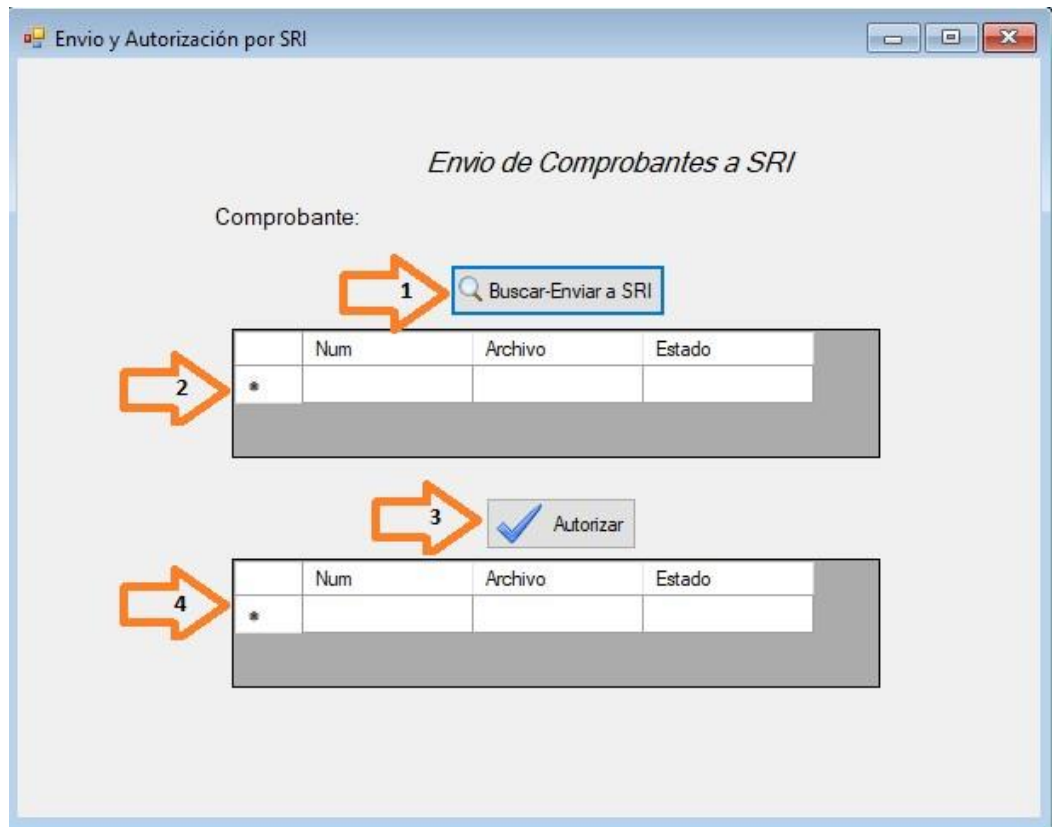 Envio y Autorización por SRI
Envio de Comprobantes a SRI
Comprobante:
1 Buscar-Enviar a SRI
Num Archivo Estado
2 *
3 Autorizar
Num Archivo Estado
4 *